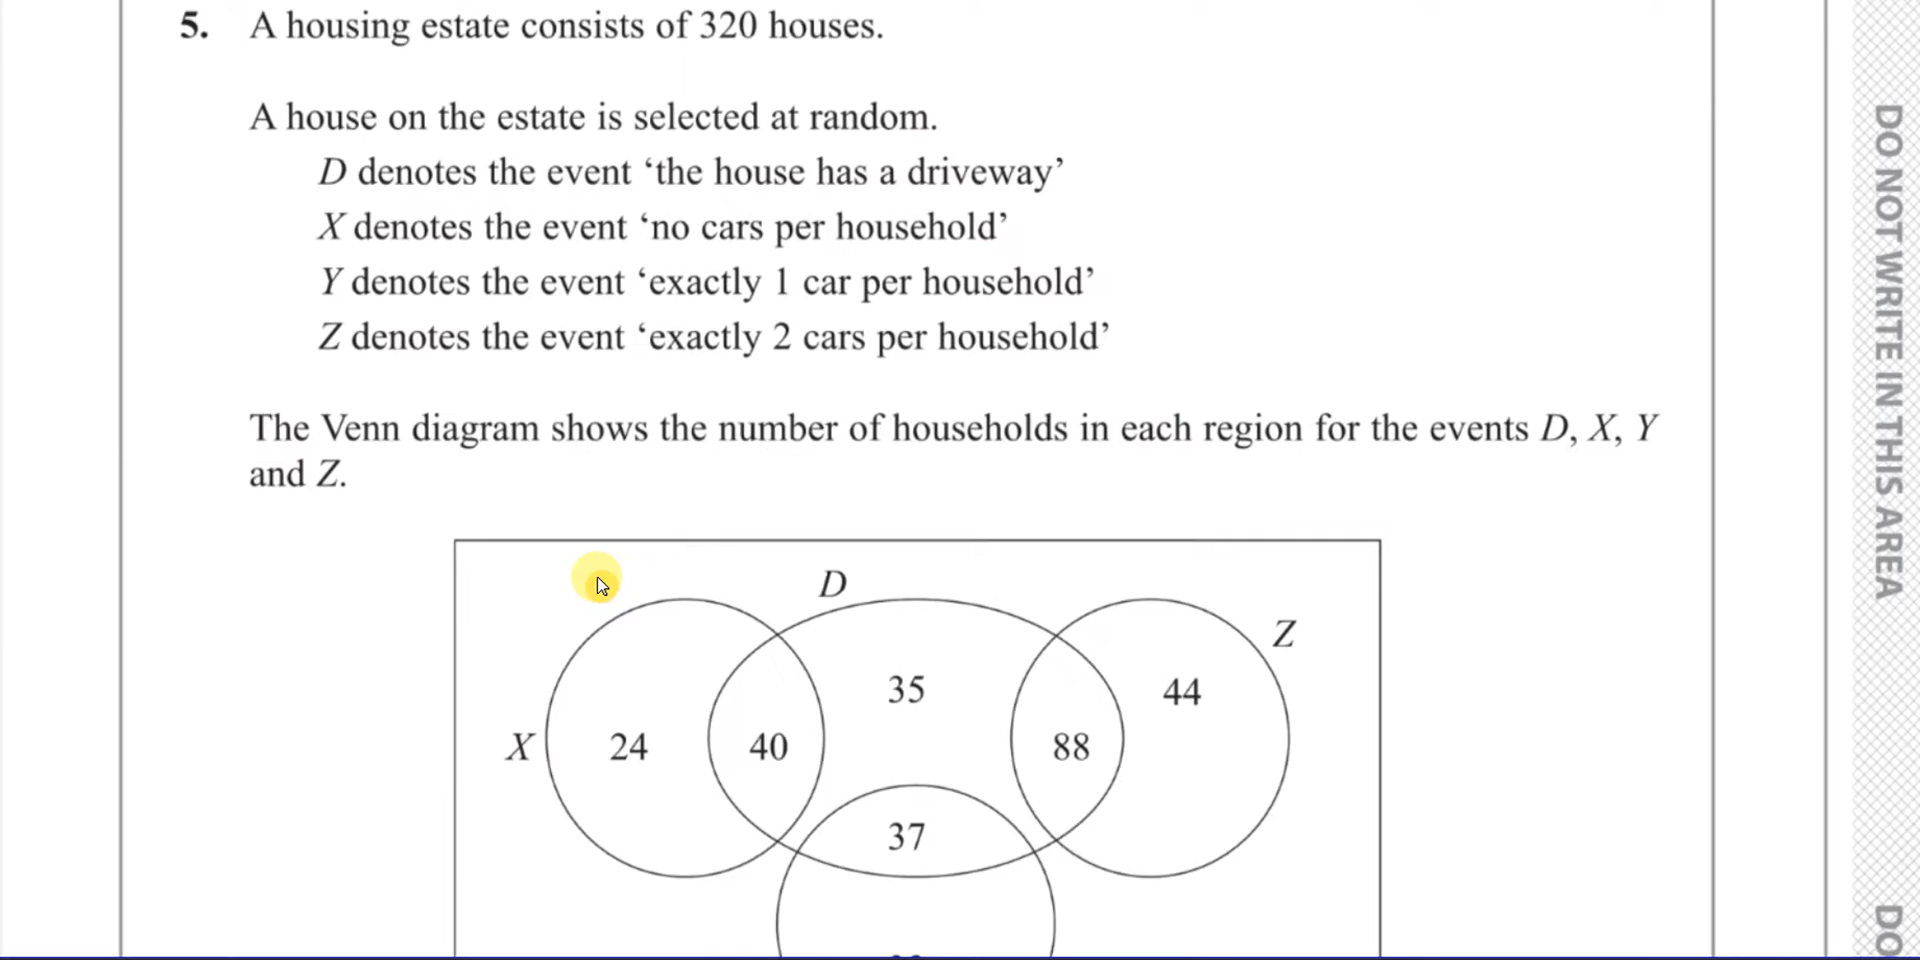 5. A housing estate consists of 320 houses.
A house on the estate is selected at random.
D denotes the event ‘the house has a driveway’
X denotes the event ‘no cars per household’
Y denotes the event ‘exactly 1 car per household’
Z denotes the event ‘exactly 2 cars per household’
The Venn diagram shows the number of households in each region for the events D, X, Y
and Z.
D
Z
35
44
X
24
40
88
37
DO NOT WRITE IN THIS AREA
DO